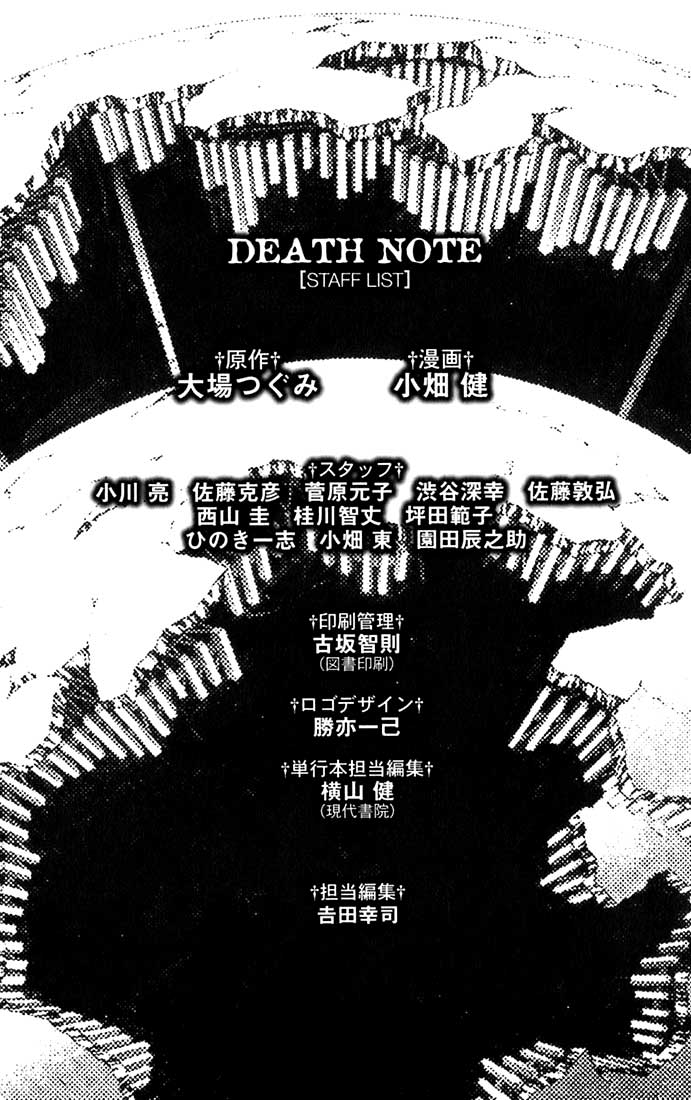 DEATH NOTE
[STAFF LIST]
†原作† †漫画†
大場つぐみ 小畑 健
†スタッフ†
小川 亮 佐藤克彦 菅原元子 渋谷深幸 佐藤敦弘
西山 圭 桂川智丈 坪田範子
ひのき一志 小畑 東 園田辰之助
†印刷管理†
古坂智則
(図書印刷)
†ロゴデザイン†
勝亦一己
†単行本担当編集†
横山 健
(現代書院)
†担当編集†
吉田幸司